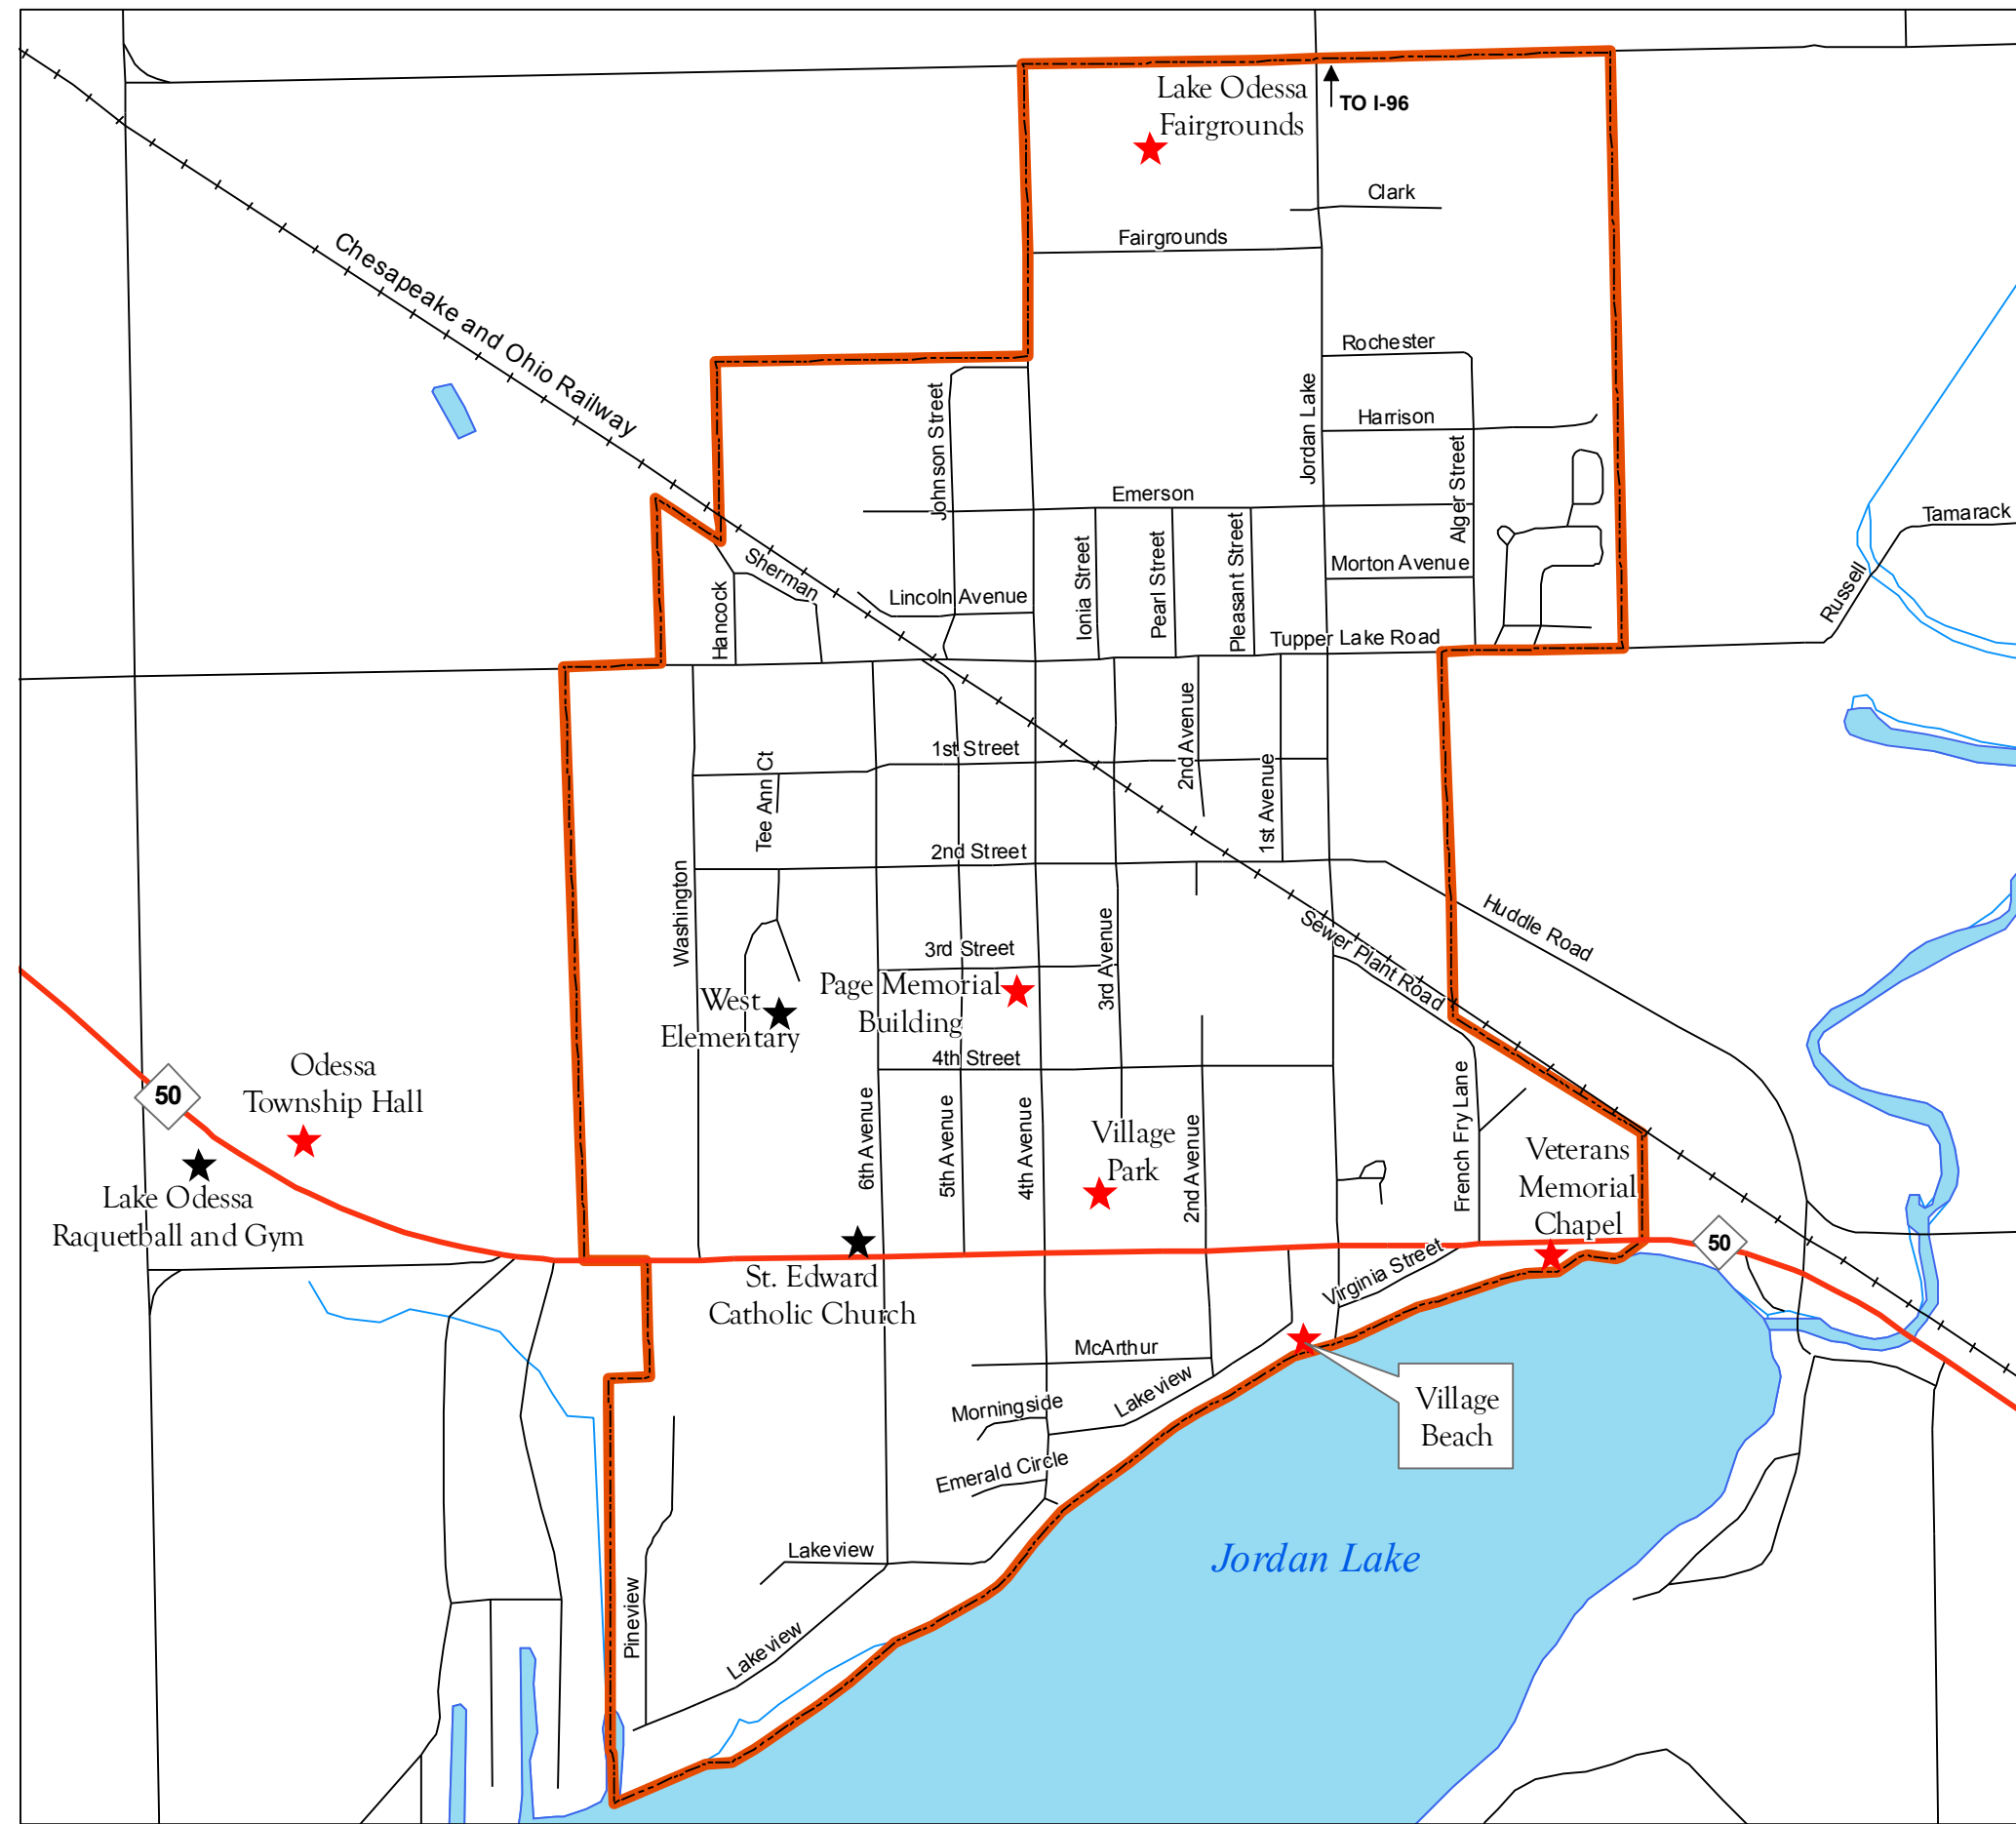 Lake Odessa
Fairgrounds
TO I-96
Clark
Fairgrounds
Chesapeake and Ohio Railway
Rochester
Johnson Street
Jordan Lake
Harrison
Alger Street
Emerson
Tamarack
Sherman
Hancock
Lincoln Avenue
Ionia Street
Pearl Street
Pleasant Street
Morton Avenue
Russell
Tupper Lake Road
1st Street
Tee Ann Ct
2nd Avenue
1st Avenue
2nd Street
Washington
3rd Street
3rd Avenue
Sewer Plant Road
Huddle Road
West
Elementary
Page Memorial
Building
4th Street
50
Odessa
Township Hall
Lake Odessa
Raquetball and Gym
6th Avenue
5th Avenue
4th Avenue
Village
Park
2nd Avenue
French Fry Lane
Veterans
Memorial
Chapel
50
St. Edward
Catholic Church
Virginia Street
McArthur
Lakeview
Morningside
Village
Beach
Emerald Circle
Lakeview
Jordan Lake
Pineview
Lakeview